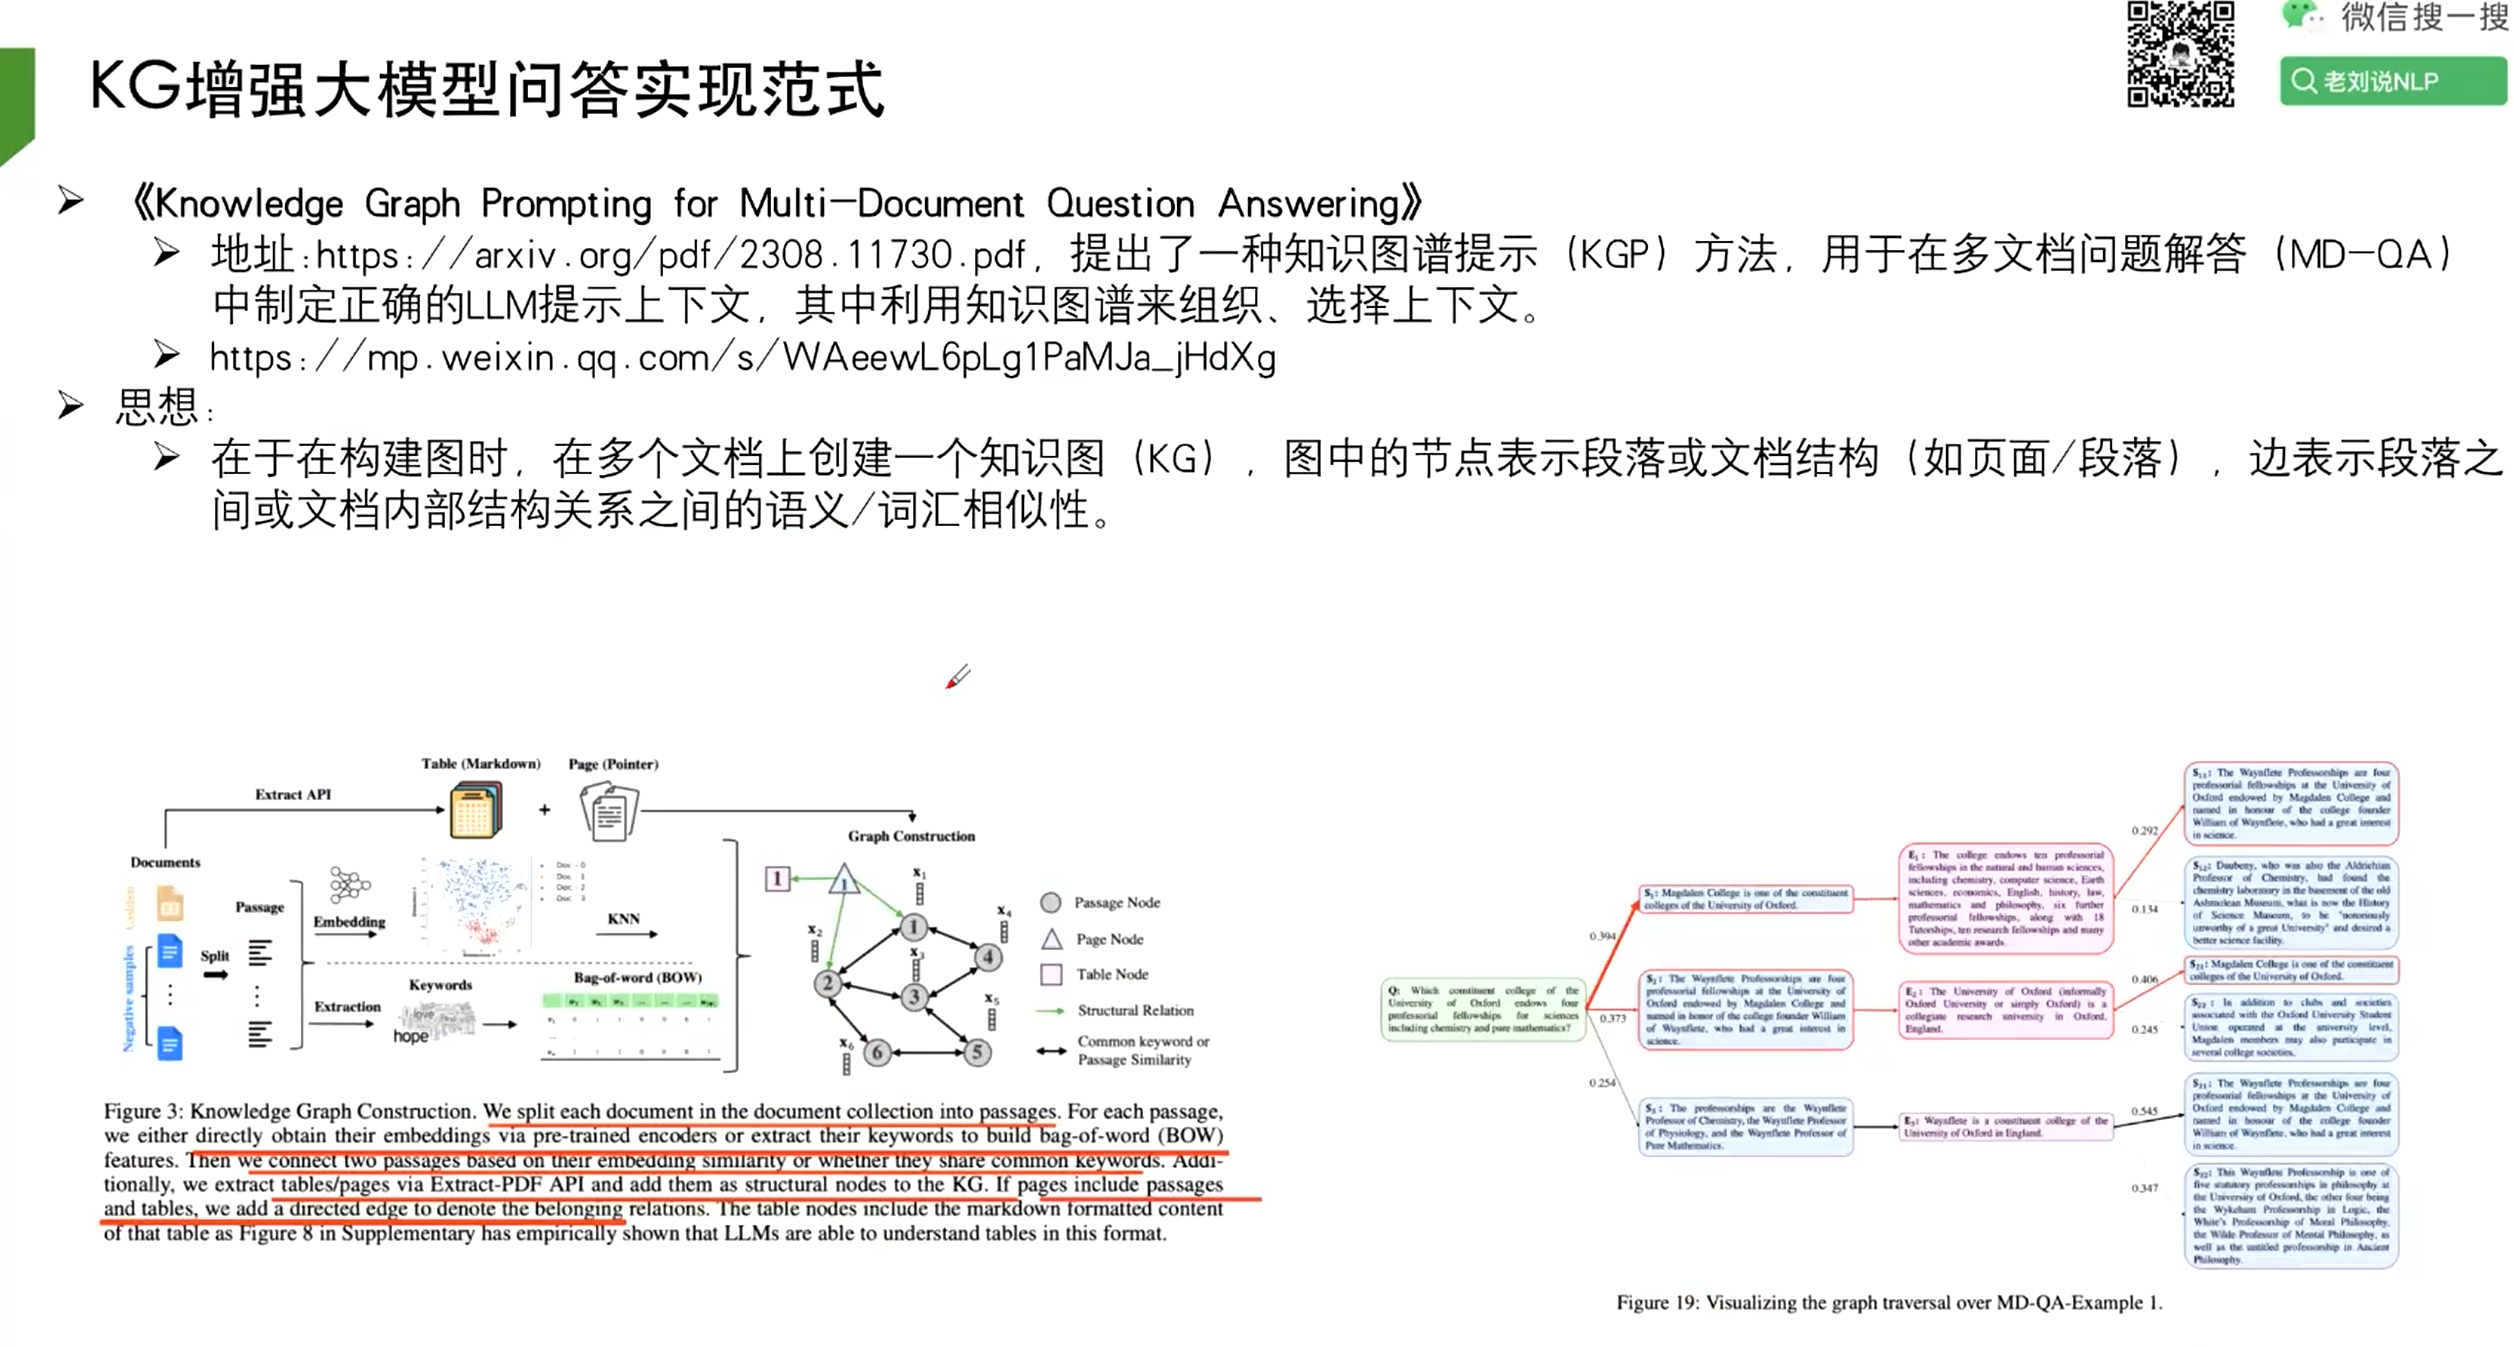 微信搜一搜
老刘说NLP
KG增强大模型问答实现范式
《Knowledge Graph Prompting for Multi-Document Question Answering》
地址:https://arxiv.org/pdf/2308.11730.pdf，提出了一种知识图谱提示（KGP）方法，用于在多文档问题解答（MD-QA）
中制定正确的LLM提示上下文，其中利用知识图谱来组织、选择上下文。
https://mp.weixin.qq.com/s/WAeewL6pLg1PaMJa_jHdXg
思想：
在于在构建图时，在多个文档上创建一个知识图（KG），图中的节点表示段落或文档结构（如页面/段落），边表示段落之
间或文档内部结构关系之间的语义/词汇相似性。
Table (Markdown)
Page (Pointer)
Extract API
+
Graph Construction
Documents
Negative samples
Split
Passage
Embedding
Extraction
Doc - 0
Doc - 1
Doc - 2
Doc - 3
KNN
Keywords
love
hope
Bag-of-word (BOW)
1
1
x1
x2
x3
x4
x5
x6
1
2
3
4
5
6
Passage Node
Page Node
Table Node
Structural Relation
Common keyword or
Passage Similarity
Figure 3: Knowledge Graph Construction. We split each document in the document collection into passages. For each passage,
we either directly obtain their embeddings via pre-trained encoders or extract their keywords to build bag-of-word (BOW)
features. Then we connect two passages based on their embedding similarity or whether they share common keywords. Addi-
tionally, we extract tables/pages via Extract-PDF API and add them as structural nodes to the KG. If pages include passages
and tables, we add a directed edge to denote the belonging relations. The table nodes include the markdown formatted content
of that table as Figure 8 in Supplementary has empirically shown that LLMs are able to understand tables in this format.
Q: Which constituent college of the
University of Oxford endows four
professorial fellowships for sciences
including chemistry and pure mathematics?
0.394
0.373
0.254
S1: Magdalen College is one of the constituent
colleges of the University of Oxford.
S2: The Waynflete Professorships are four
professorial fellowships at the University of
Oxford endowed by Magdalen College and
named in honor of the college founder William
of Waynflete, who had a great interest in
science.
S3: The professorships are the Waynflete
Professor of Chemistry, the Waynflete Professor
of Physiology, and the Waynflete Professor of
Pure Mathematics.
E1: The college endows ten professorial
fellowships in the natural and human sciences,
including chemistry, computer science, Earth
sciences, economics, English, history, law,
mathematics and philosophy, six further
professorial fellowships, along with 18
Tutorships, ten research fellowships and many
other academic awards.
E2: The University of Oxford (informally
Oxford University or simply Oxford) is a
collegiate research university in Oxford,
England.
E3: Waynflete is a constituent college of the
University of Oxford in England.
0.292
0.134
0.406
0.245
0.545
0.347
S11: The Waynflete Professorships are four
professorial fellowships at the University of
Oxford endowed by Magdalen College and
named in honour of the college founder
William of Waynflete, who had a great interest
in science.
S12: Daubeny, who was also the Aldrichian
Professor of Chemistry, had found the
chemistry laboratory in the basement of the old
Ashmolean Museum, what is now the History
of Science Museum, to be "notoriously
unworthy of a great University" and desired a
better science facility.
S21: Magdalen College is one of the constituent
colleges of the University of Oxford.
S22: In addition to clubs and societies
associated with the Oxford University Student
Union operated at the university level,
Magdalen members may also participate in
several college societies.
S31: The Waynflete Professorships are four
professorial fellowships at the University of
Oxford endowed by Magdalen College and
named in honour of the college founder
William of Waynflete, who had a great interest
in science.
S32: This Waynflete Professorship is one of
five statutory professorships in philosophy at
the University of Oxford, the other four being
the Wykeham Professorship in Logic, the
White's Professorship of Moral Philosophy,
the Wilde Professor of Mental Philosophy, as
well as the untitled professorship in Ancient
Philosophy.
Figure 19: Visualizing the graph traversal over MD-QA-Example 1.